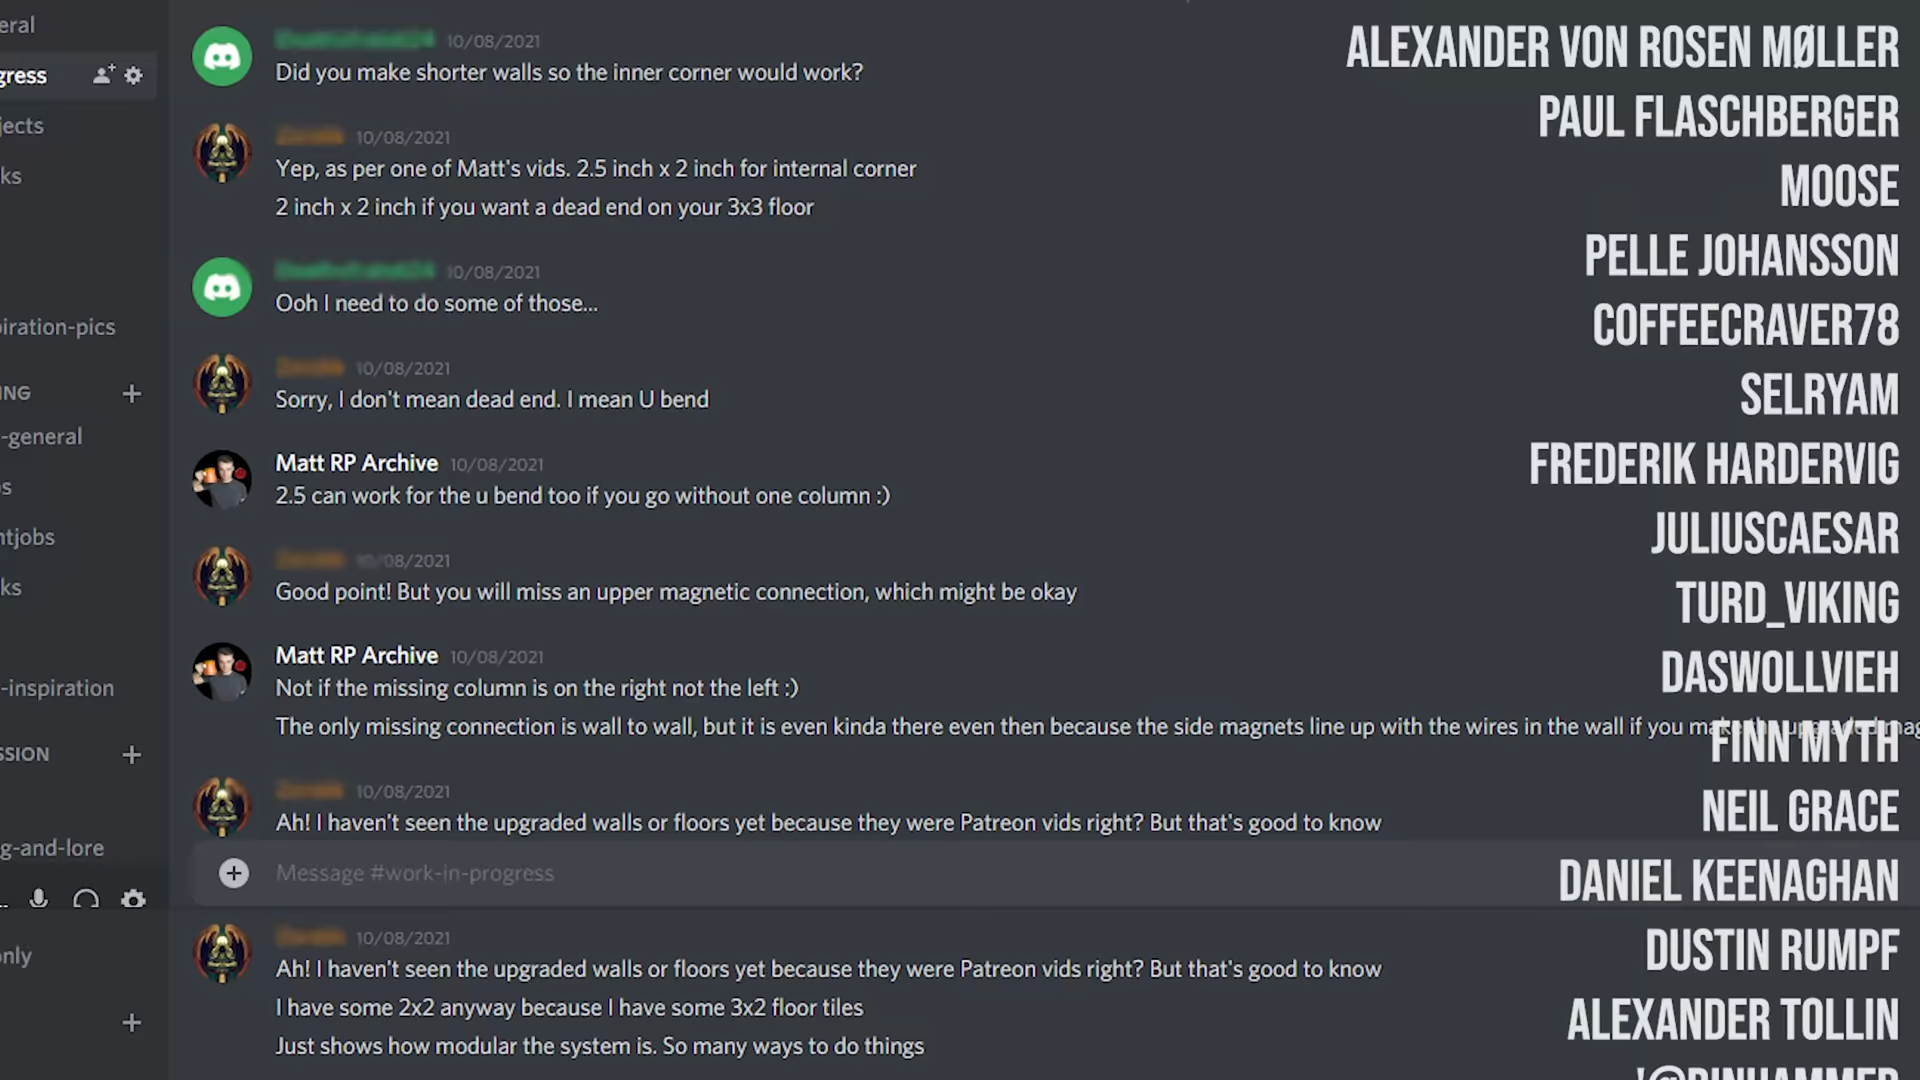 eral
gress
jects
ks
iration-pics
NG
-general
s
ntjobs
ks
-inspiration
SSION
g-and-lore
only
10/08/2021
Did you make shorter walls so the inner corner would work?
10/08/2021
Yep, as per one of Matt's vids. 2.5 inch x 2 inch for internal corner
2 inch x 2 inch if you want a dead end on your 3x3 floor
10/08/2021
Ooh I need to do some of those...
10/08/2021
Sorry, I don't mean dead end. I mean U bend
Matt RP Archive 10/08/2021
2.5 can work for the u bend too if you go without one column :)
10/08/2021
Good point! But you will miss an upper magnetic connection, which might be okay
Matt RP Archive 10/08/2021
Not if the missing column is on the right not the left :)
The only missing connection is wall to wall, but it is even kinda there even then because the side magnets line up with the wires in the wall if you
10/08/2021
Ah! I haven't seen the upgraded walls or floors yet because they were Patreon vids right? But that's good to know
Message #work-in-progress
10/08/2021
Ah! I haven't seen the upgraded walls or floors yet because they were Patreon vids right? But that's good to know
I have some 2x2 anyway because I have some 3x2 floor tiles
Just shows how modular the system is. So many ways to do things
ALEXANDER VON ROSEN MØLLER
PAUL FLASCHBERGER
MOOSE
PELLE JOHANSSON
COFFEECRAVER78
SELRYAM
FREDERIK HARDERVIG
JULIUSCAESAR
TURD_VIKING
DASWOLLVIEH
FINN MYTH
NEIL GRACE
DANIEL KEENAGHAN
DUSTIN RUMPF
ALEXANDER TOLLIN